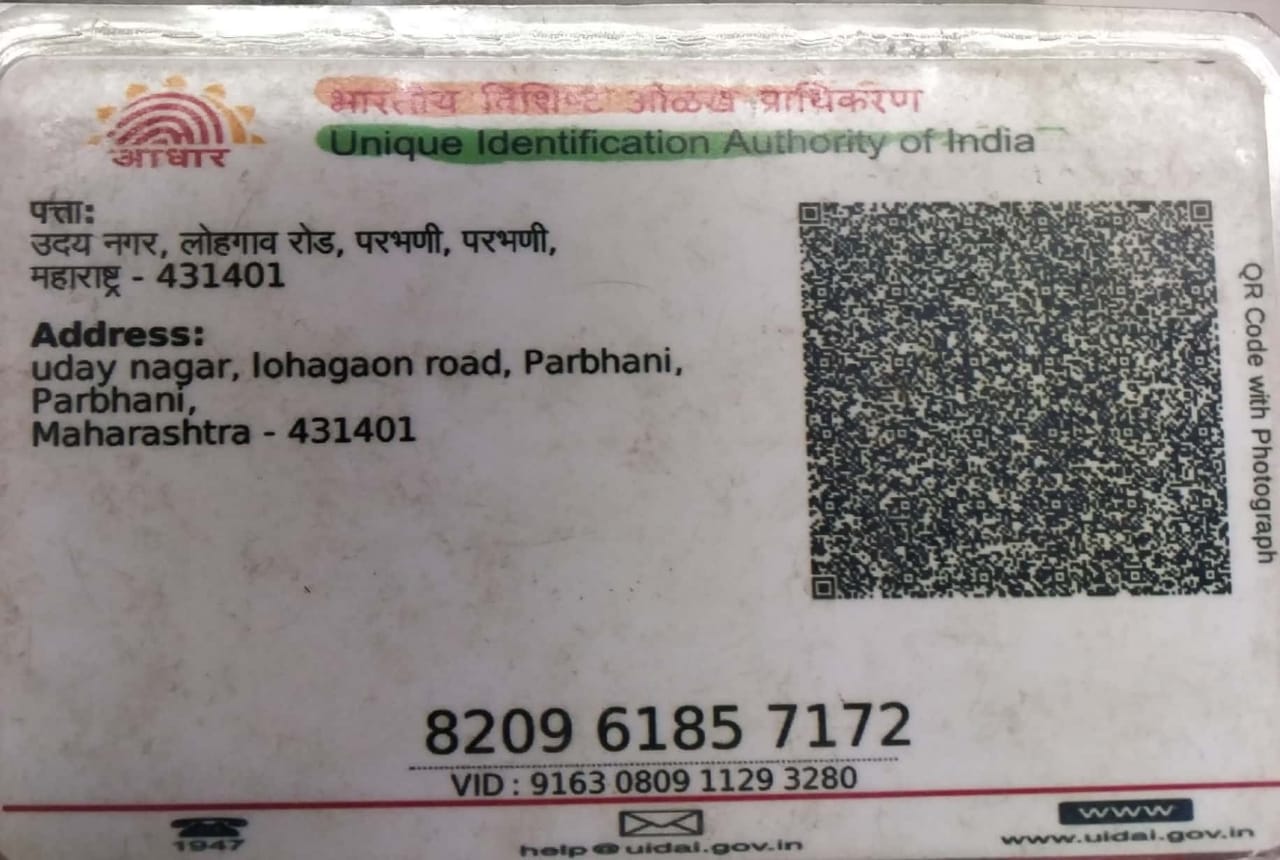 भारतीय विशिष्ट ओळख प्राधिकरण
Unique Identification Authority of India
आधार
पत्ता:
उदय नगर, लोहगाव रोड, परभणी, परभणी,
महाराष्ट्र - 431401
Address:
uday nagar, lohagaon road, Parbhani,
Parbhani,
Maharashtra - 431401
QR Code with Photograph
8209 6185 7172
VID : 9163 0809 1129 3280
1947
help@uidai.gov.in
www
www.uidai.gov.in